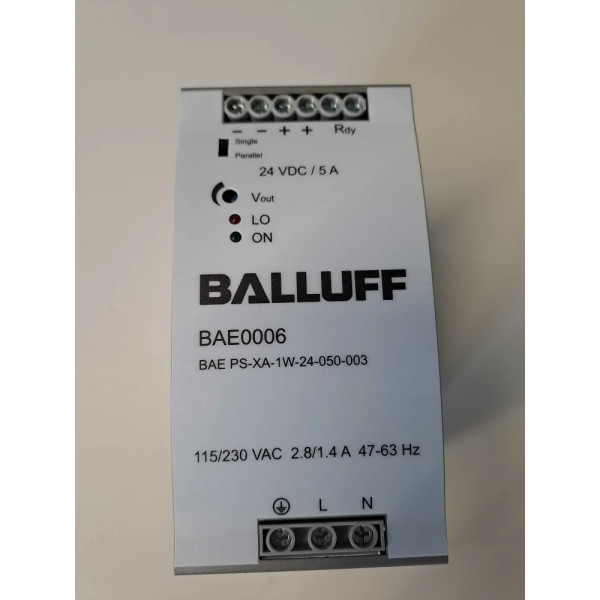 − − + + Rdy
Single
Parallel
24 VDC / 5 A
Vout
LO
ON
BALLUFF
BAE0006
BAE PS-XA-1W-24-050-003
115/230 VAC 2.8/1.4 A 47-63 Hz
L N